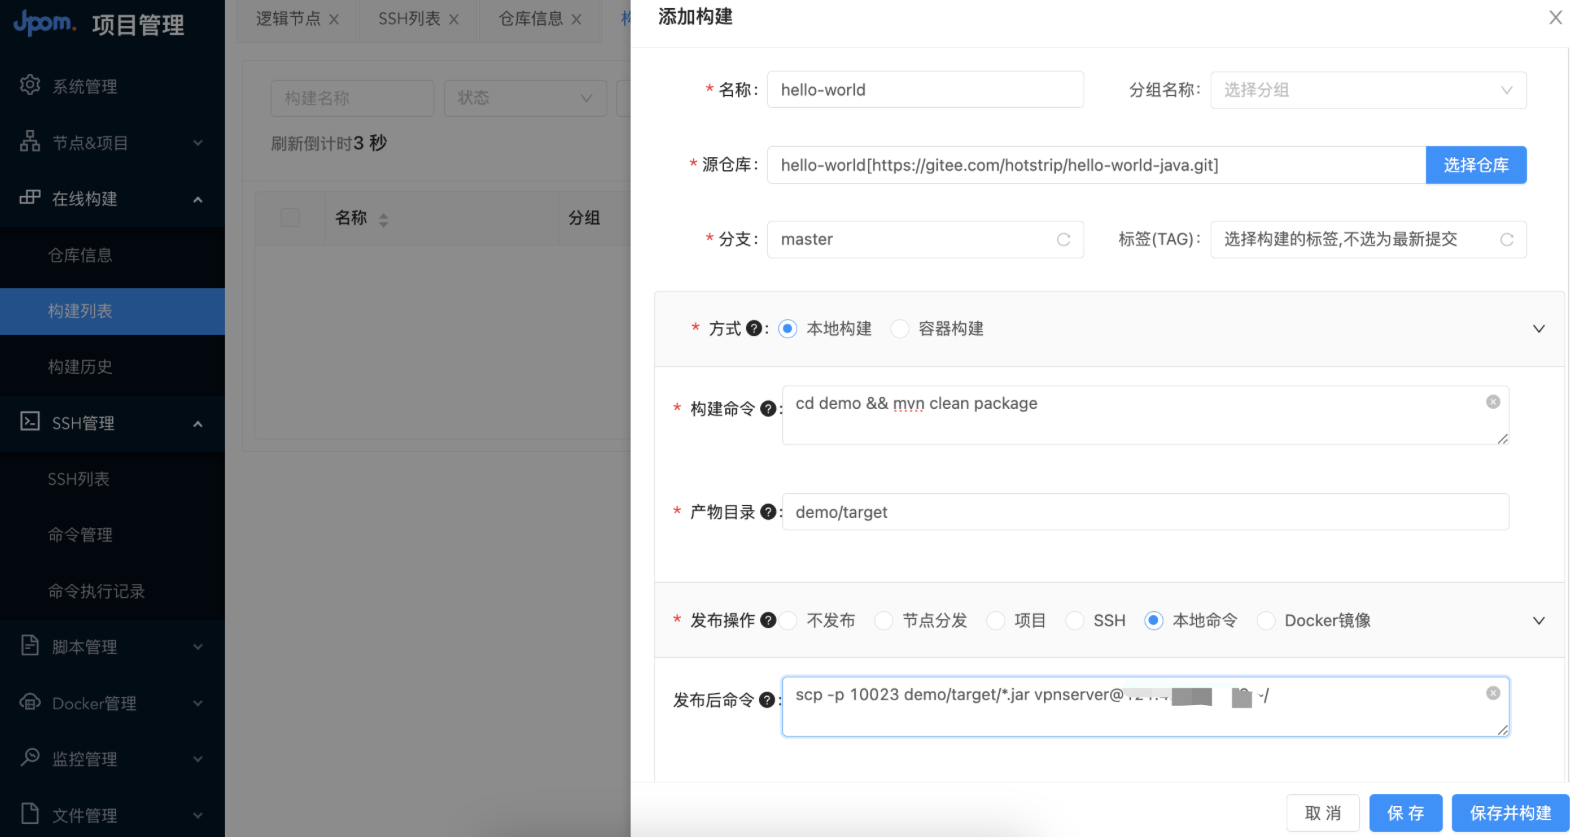 Jpom. 项目管理
系统管理
节点&项目
在线构建
仓库信息
构建列表
构建历史
SSH管理
SSH列表
命令管理
命令执行记录
脚本管理
Docker管理
监控管理
文件管理
逻辑节点
SSH列表
仓库信息
构建名称
状态
刷新倒计时3 秒
名称
分组
添加构建
* 名称: hello-world
分组名称: 选择分组
* 源仓库: hello-world[https://gitee.com/hotstrip/hello-world-java.git] 选择仓库
* 分支: master
标签(TAG): 选择构建的标签,不选为最新提交
* 方式 ?: 本地构建 容器构建
* 构建命令 ?: cd demo && mvn clean package
* 产物目录 ?: demo/target
* 发布操作 ? 不发布 节点分发 项目 SSH 本地命令 Docker镜像
发布后命令 ?: scp -p 10023 demo/target/*.jar vpnserver@
取 消 保 存 保存并构建